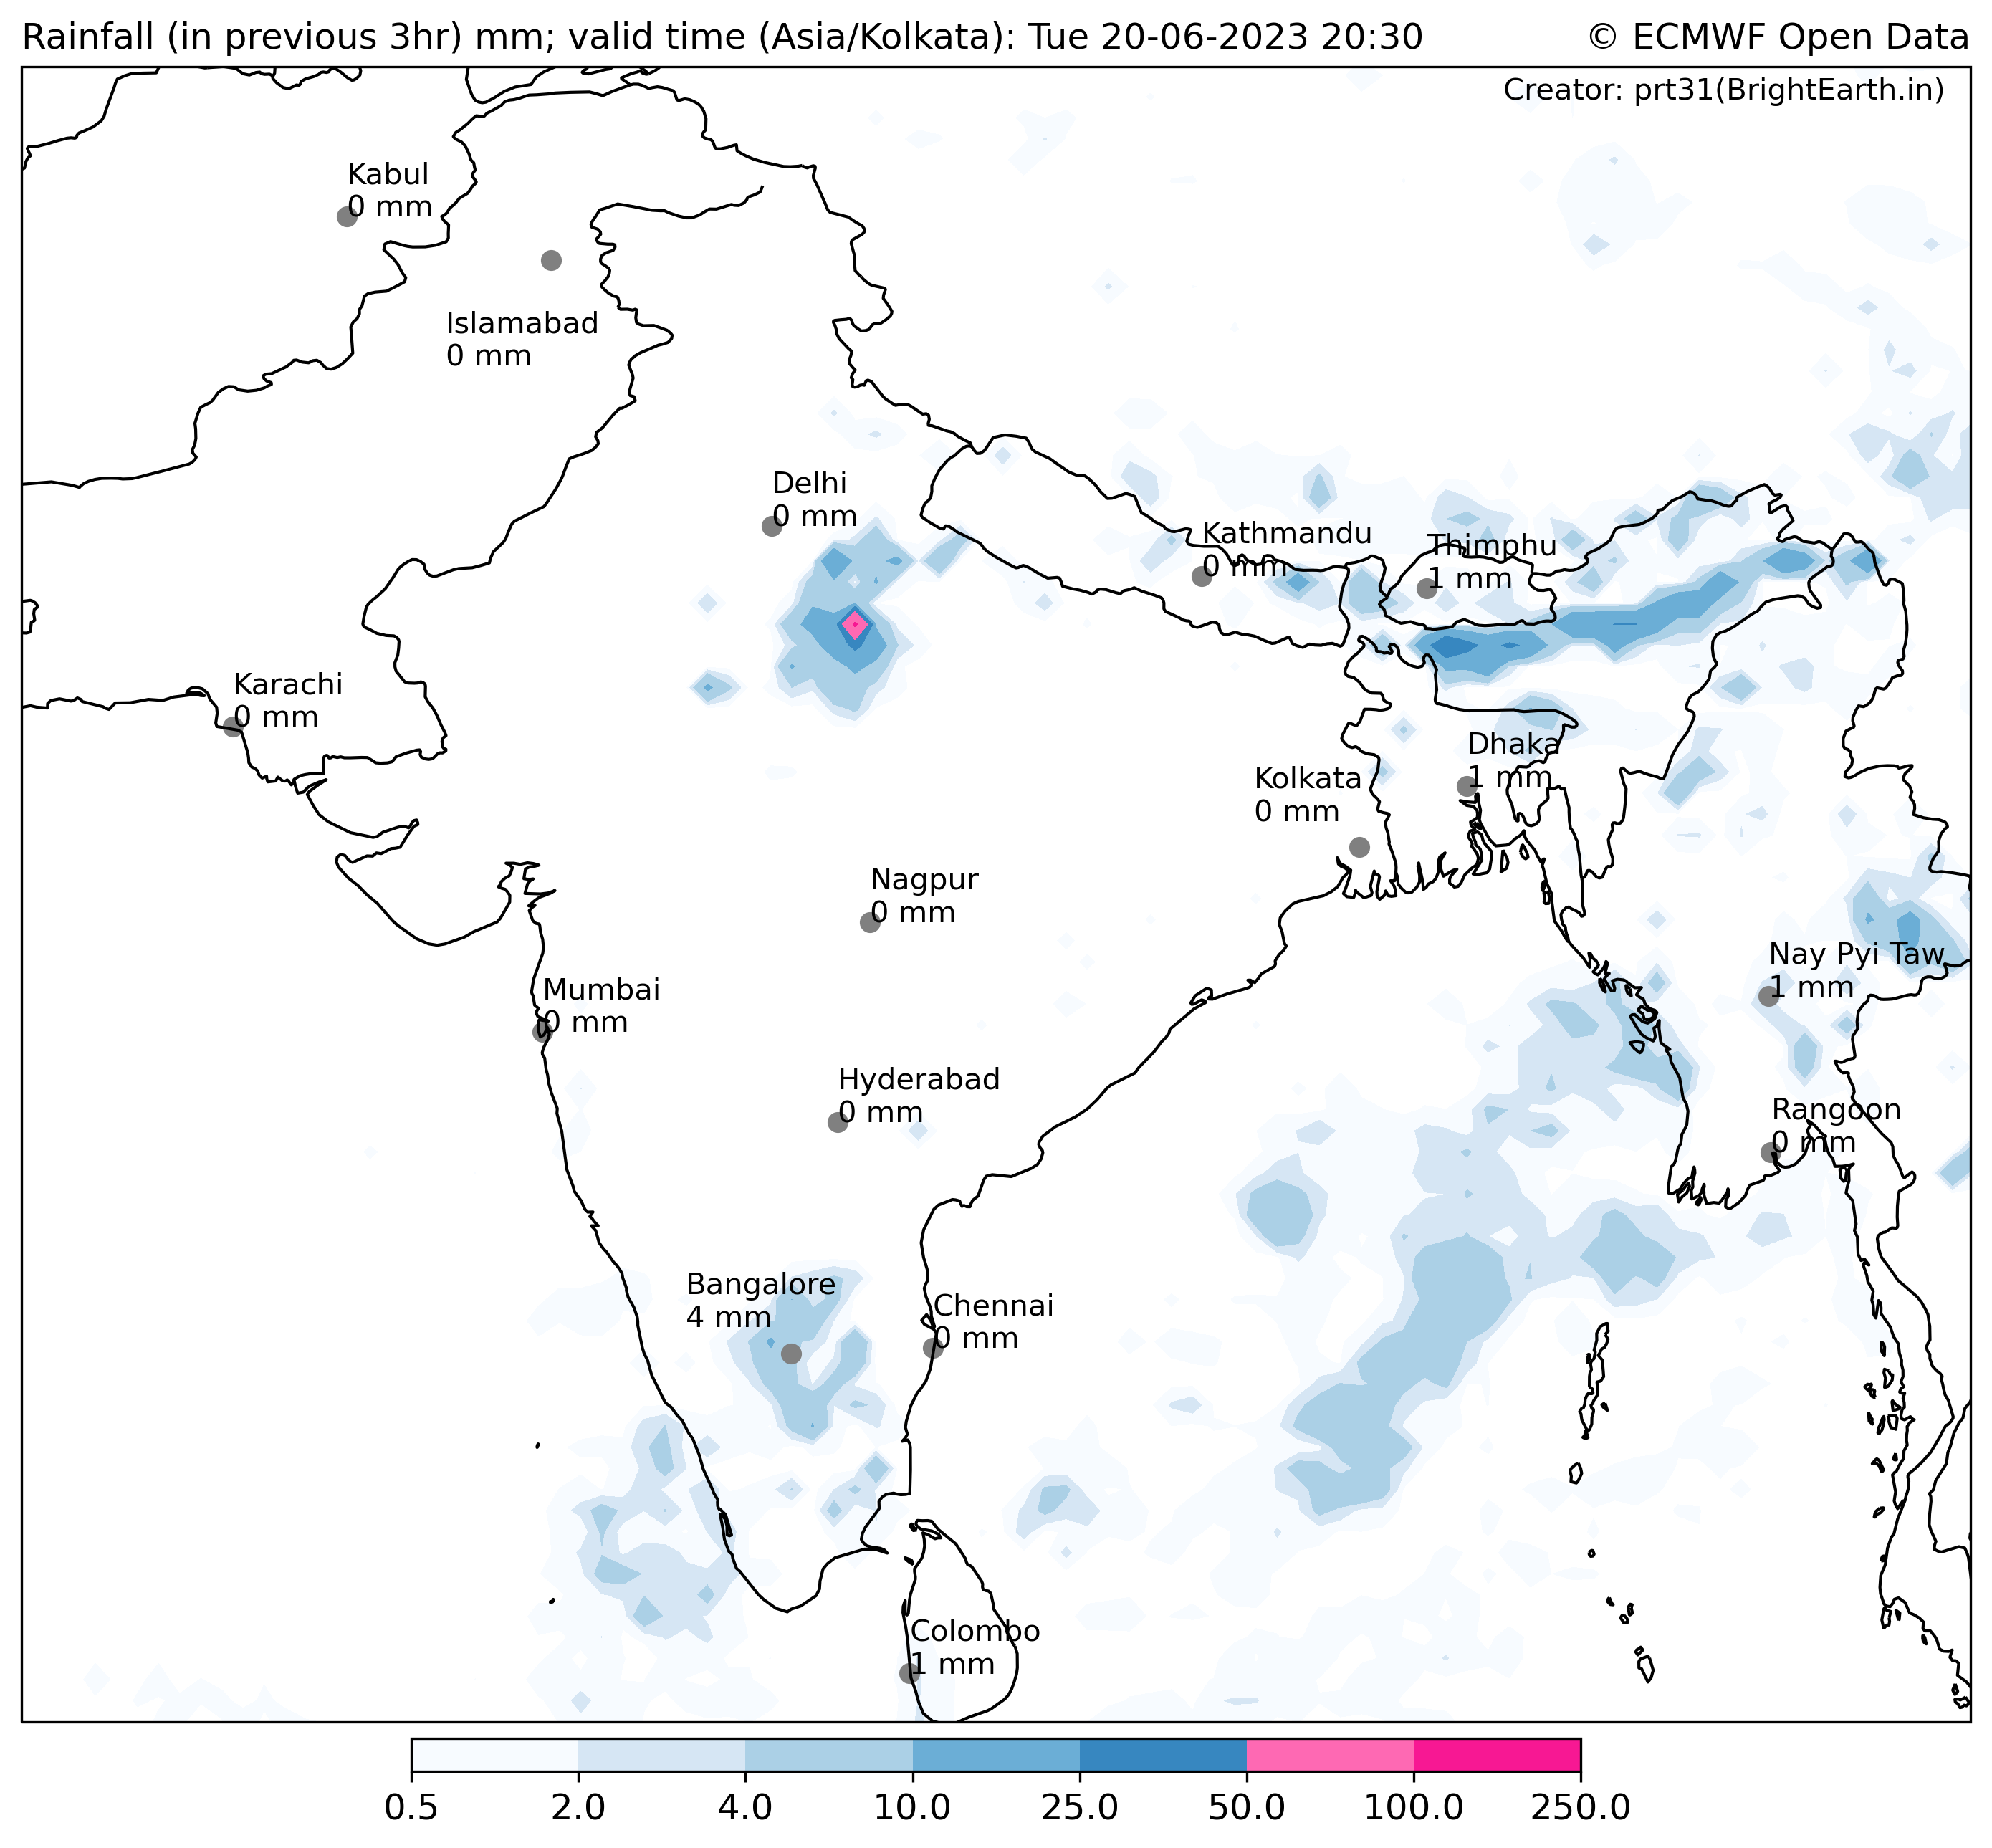 Rainfall (in previous 3hr) mm; valid time (Asia/Kolkata): Tue 20-06-2023 20:30
© ECMWF Open Data
Creator: prt31(BrightEarth.in)
Kabul
0 mm
Islamabad
0 mm
Delhi
0 mm
Kathmandu
0 mm
Thimphu
1 mm
Karachi
0 mm
Dhaka
1 mm
Kolkata
0 mm
Nagpur
0 mm
Nay Pyi Taw
1 mm
Mumbai
0 mm
Hyderabad
0 mm
Rangoon
0 mm
Bangalore
4 mm
Chennai
0 mm
Colombo
1 mm
0.5 2.0 4.0 10.0 25.0 50.0 100.0 250.0